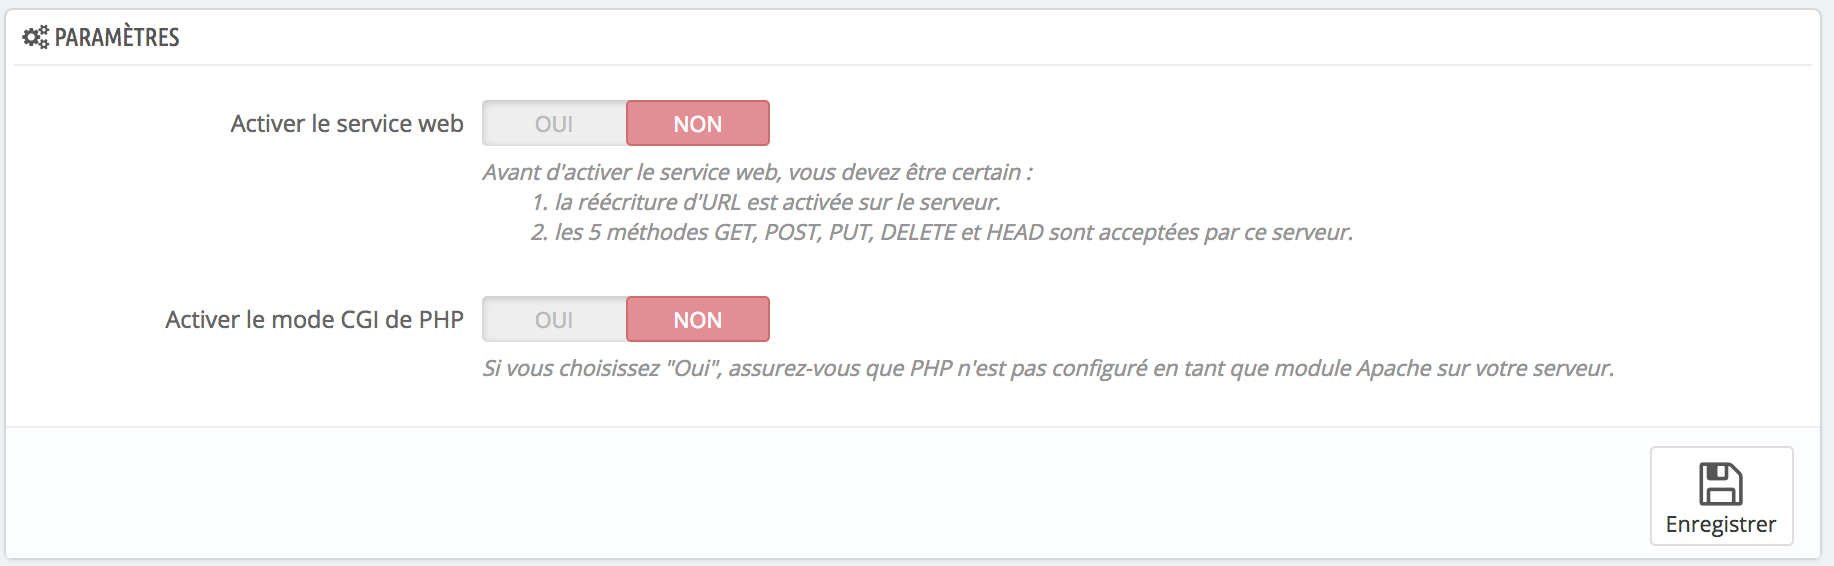 PARAMÈTRES
Activer le service web OUI NON
Avant d'activer le service web, vous devez être certain :
1. la réécriture d'URL est activée sur le serveur.
2. les 5 méthodes GET, POST, PUT, DELETE et HEAD sont acceptées par ce serveur.
Activer le mode CGI de PHP OUI NON
Si vous choisissez "Oui", assurez-vous que PHP n'est pas configuré en tant que module Apache sur votre serveur.
Enregistrer